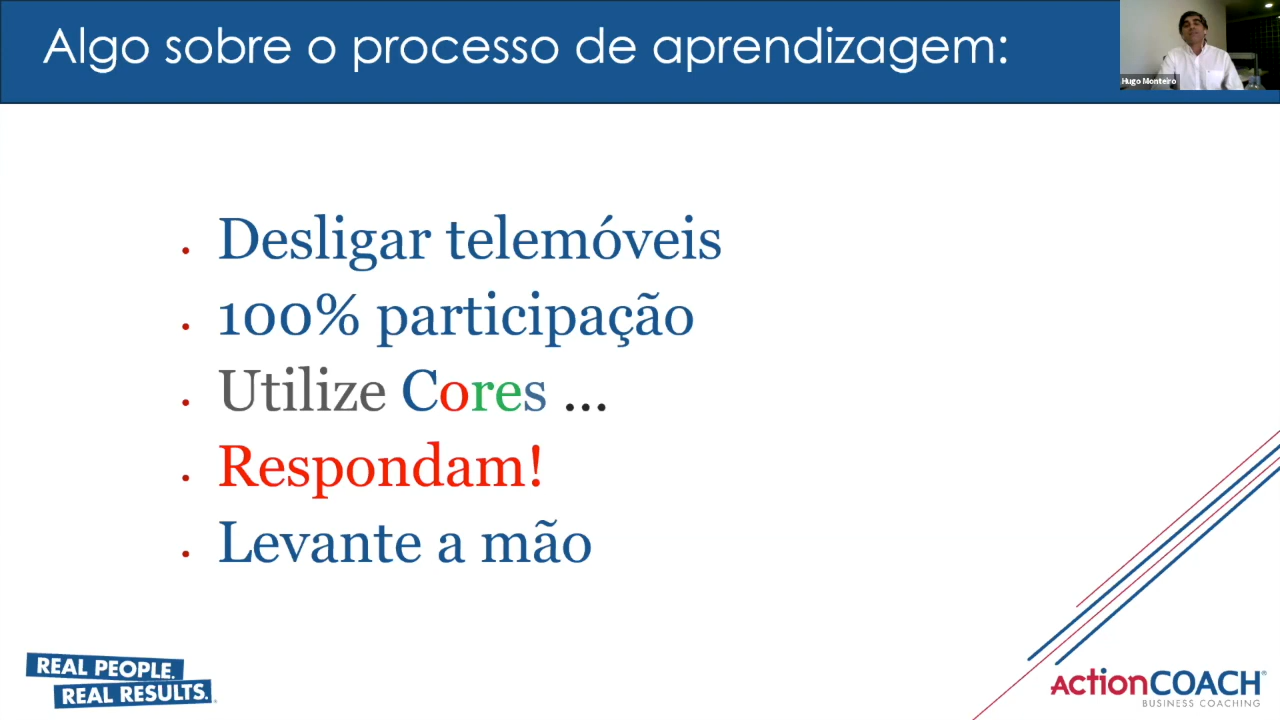 Algo sobre o processo de aprendizagem:
Hugo Monteiro
Desligar telemóveis
100% participação
Utilize Cores ...
Respondam!
Levante a mão
REAL PEOPLE.
REAL RESULTS.
ActionCOACH®
BUSINESS COACHING